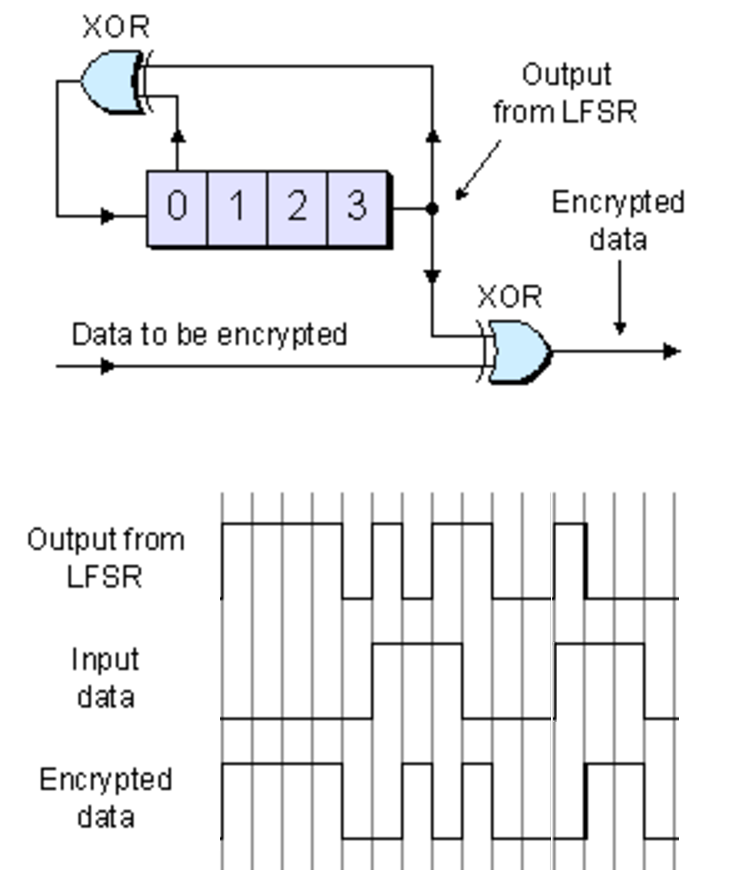 XOR
Output
from LFSR
0 1 2 3
Encrypted
data
XOR
Data to be encrypted
Output from
LFSR
Input
data
Encrypted
data